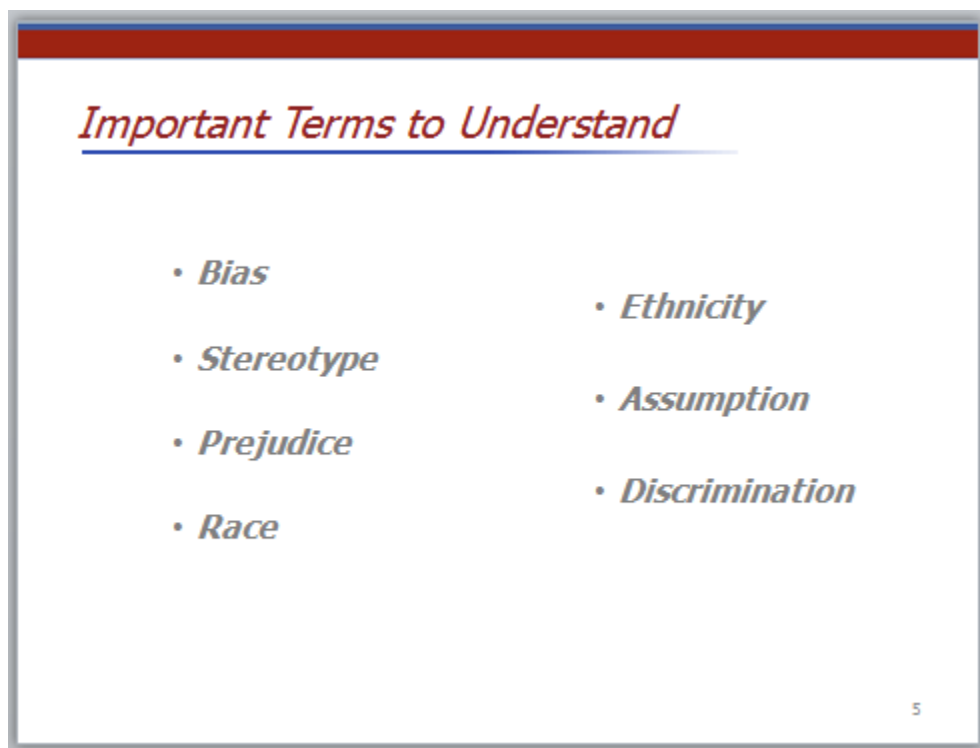 Important Terms to Understand
• Bias
• Stereotype
• Prejudice
• Race
• Ethnicity
• Assumption
• Discrimination
5